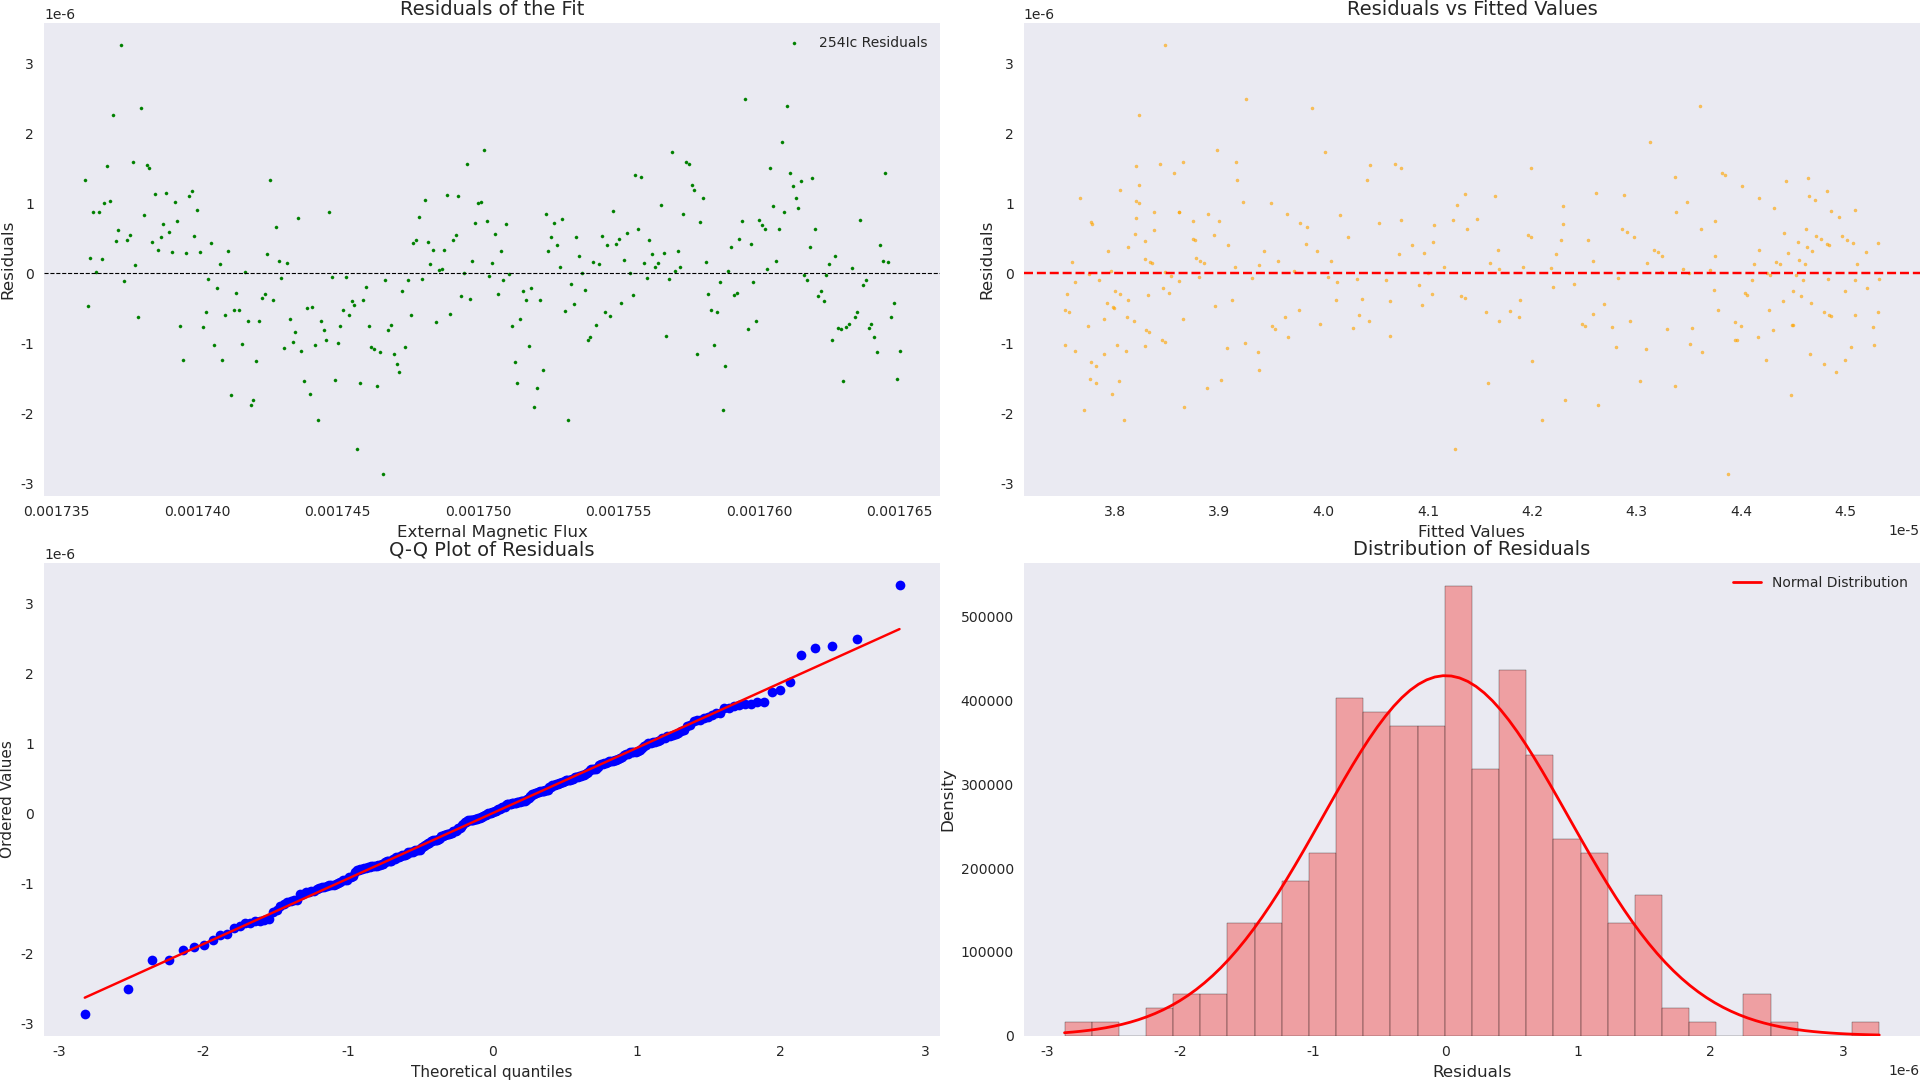 Residuals of the Fit
1e-6
254Ic Residuals
Residuals
3
2
1
0
-1
-2
-3
0.001735 0.001740 0.001745 0.001750 0.001755 0.001760 0.001765
External Magnetic Flux
Residuals vs Fitted Values
1e-6
Residuals
3
2
1
0
-1
-2
-3
3.8 3.9 4.0 4.1 4.2 4.3 4.4 4.5
Fitted Values
1e-5
Q-Q Plot of Residuals
1e-6
Ordered Values
3
2
1
0
-1
-2
-3
-3 -2 -1 0 1 2 3
Theoretical quantiles
Distribution of Residuals
Normal Distribution
Density
500000
400000
300000
200000
100000
0
-3 -2 -1 0 1 2 3
Residuals
1e-6